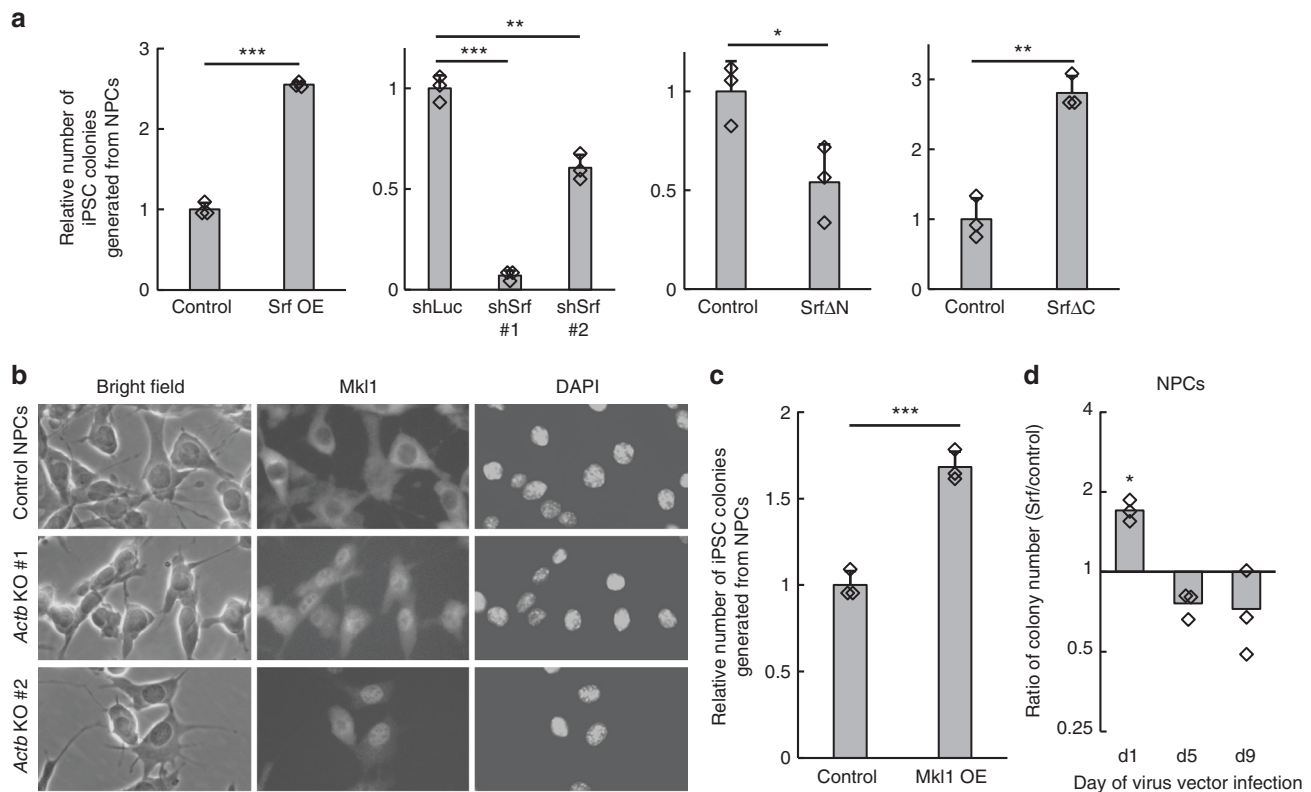 a
Relative number of
iPSC colonies
generated from NPCs
3
2
1
0
***
Control
Srf OE
1
0.5
0
**
***
shLuc
shSrf
#1
shSrf
#2
1
0.5
0
*
Control
SrfΔN
3
2
1
0
**
Control
SrfΔC
b
Bright field
Mkl1
DAPI
Control NPCs
Actb KO #1
Actb KO #2
c
Relative number of iPSC colonies
generated from NPCs
2
1.5
1
0.5
0
***
Control
Mkl1 OE
d
NPCs
Ratio of colony number (Srf/control)
4
2
1
0.5
0.25
*
d1
d5
d9
Day of virus vector infection